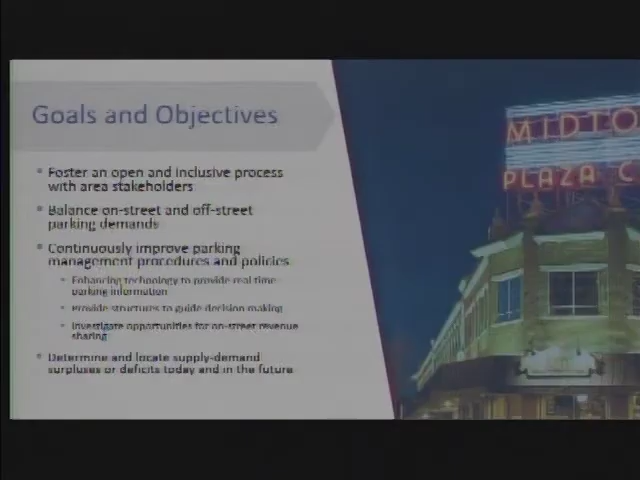 Goals and Objectives
Foster an open and inclusive process
with area stakeholders
Balance on-street and off-street
parking demands
Continuously improve parking
management procedures and policies
Enhancing technology to provide real time
parking information
Provide structures to guide decision making
Investigate opportunities for on-street revenue
sharing
Determine and locate supply-demand
surpluses or deficits today and in the future
MIDTO
PLAZA C